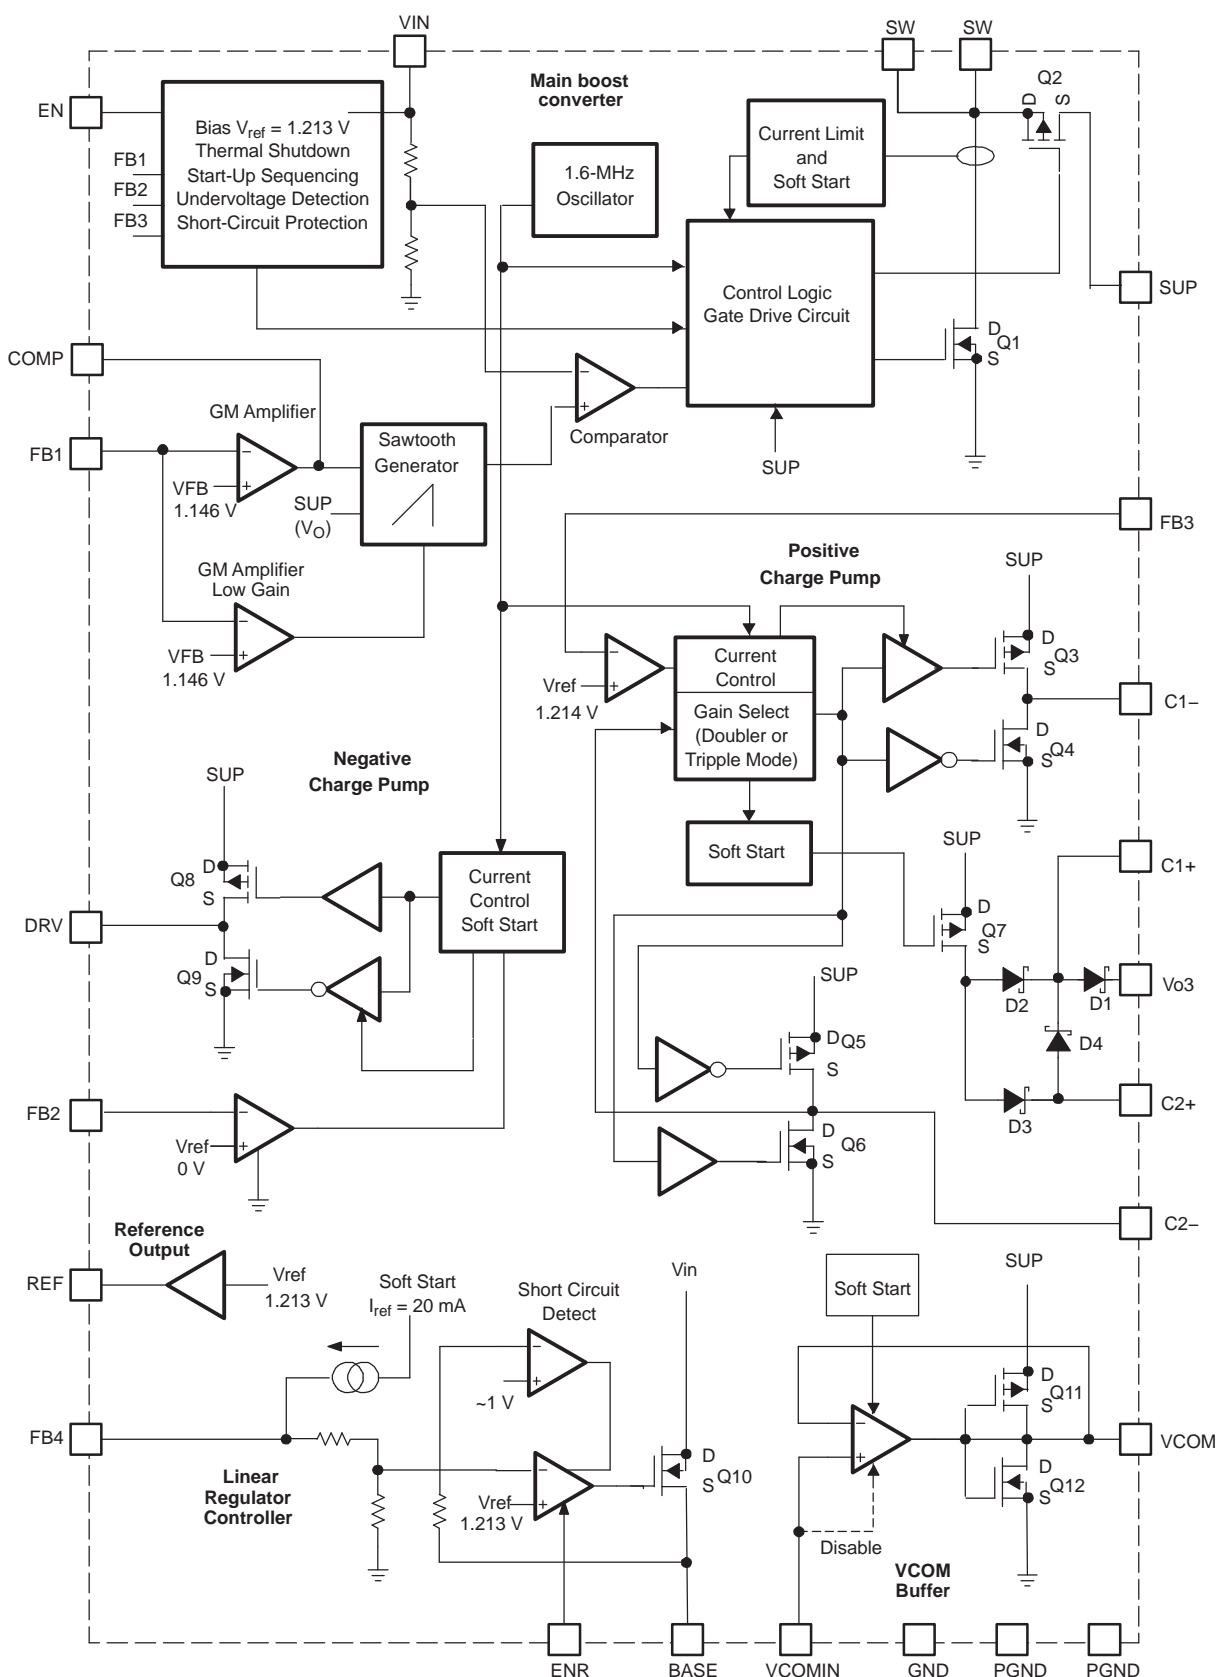 VIN
SW
SW
Main boost
converter
Q2
D
S
EN
Bias Vref = 1.213 V
Thermal Shutdown
Start-Up Sequencing
Undervoltage Detection
Short-Circuit Protection
FB1
FB2
FB3
1.6-MHz
Oscillator
Current Limit
and
Soft Start
Control Logic
Gate Drive Circuit
SUP
D
Q1
S
COMP
GM Amplifier
FB1
−
+
VFB
1.146 V
Sawtooth
Generator
SUP
(VO)
−
+
Comparator
SUP
GM Amplifier
Low Gain
−
+
VFB
1.146 V
FB3
Positive
Charge Pump
SUP
−
+
Vref
1.214 V
Current
Control
Gain Select
(Doubler or
Tripple Mode)
D
Q3
S
C1−
D
Q4
S
Negative
Charge Pump
SUP
Soft Start
SUP
C1+
D
Q8
S
Current
Control
Soft Start
DRV
D
Q9
S
D
Q7
S
SUP
D2
D1
Vo3
D4
D
Q5
S
D3
C2+
FB2
−
+
Vref
0 V
D
Q6
S
C2−
Reference
Output
REF
Vref
1.213 V
Soft Start
Iref = 20 mA
Short Circuit
Detect
−
+
~1 V
Vin
Soft Start
SUP
D
Q11
S
FB4
Linear
Regulator
Controller
−
+
Vref
1.213 V
D
Q10
S
−
+
VCOM
D
Q12
S
Disable
VCOM
Buffer
ENR
BASE
VCOMIN
GND
PGND
PGND